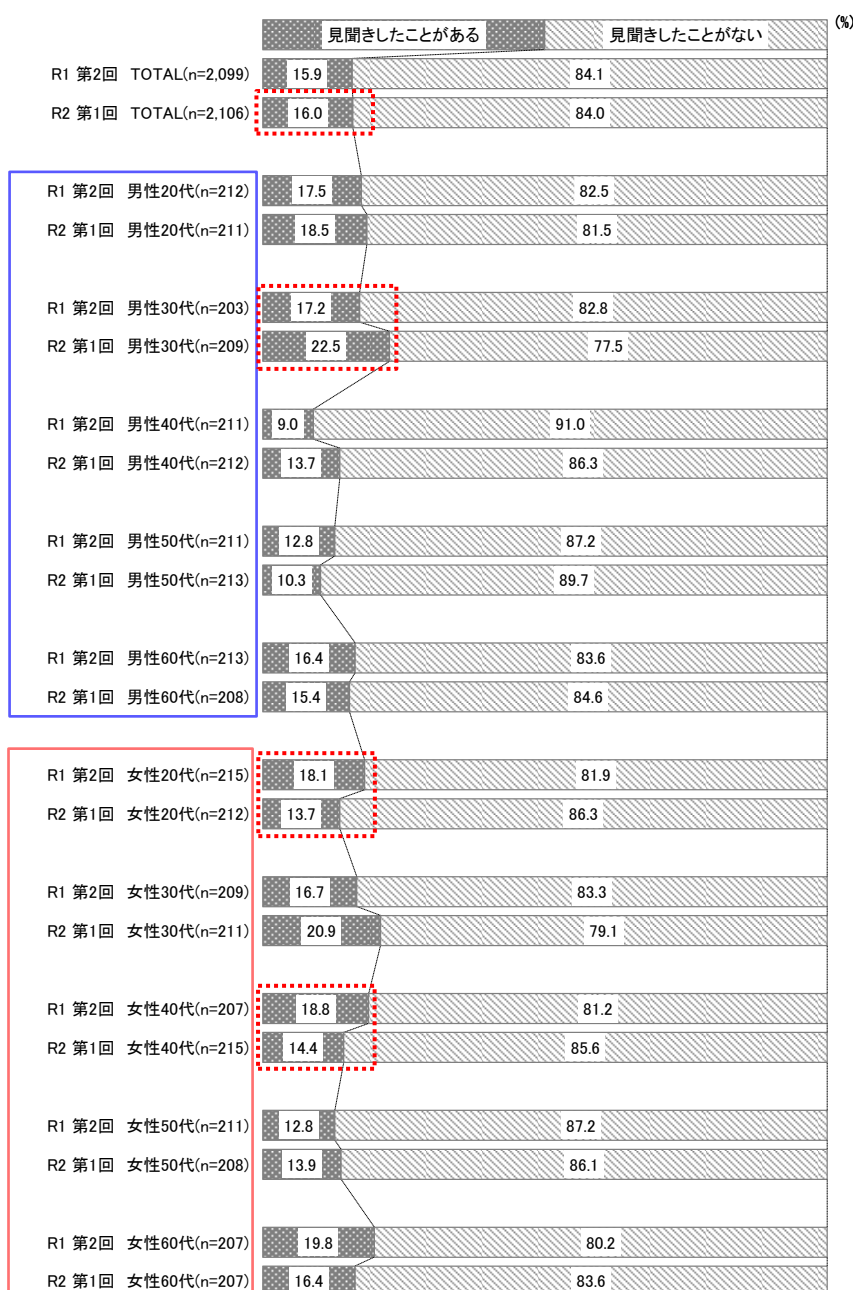 (%)
見聞きしたことがある 見聞きしたことがない
R1 第2回 TOTAL(n=2,099) 15.9 84.1
R2 第1回 TOTAL(n=2,106) 16.0 84.0
R1 第2回 男性20代(n=212) 17.5 82.5
R2 第1回 男性20代(n=211) 18.5 81.5
R1 第2回 男性30代(n=203) 17.2 82.8
R2 第1回 男性30代(n=209) 22.5 77.5
R1 第2回 男性40代(n=211) 9.0 91.0
R2 第1回 男性40代(n=212) 13.7 86.3
R1 第2回 男性50代(n=211) 12.8 87.2
R2 第1回 男性50代(n=213) 10.3 89.7
R1 第2回 男性60代(n=213) 16.4 83.6
R2 第1回 男性60代(n=208) 15.4 84.6
R1 第2回 女性20代(n=215) 18.1 81.9
R2 第1回 女性20代(n=212) 13.7 86.3
R1 第2回 女性30代(n=209) 16.7 83.3
R2 第1回 女性30代(n=211) 20.9 79.1
R1 第2回 女性40代(n=207) 18.8 81.2
R2 第1回 女性40代(n=215) 14.4 85.6
R1 第2回 女性50代(n=211) 12.8 87.2
R2 第1回 女性50代(n=208) 13.9 86.1
R1 第2回 女性60代(n=207) 19.8 80.2
R2 第1回 女性60代(n=207) 16.4 83.6